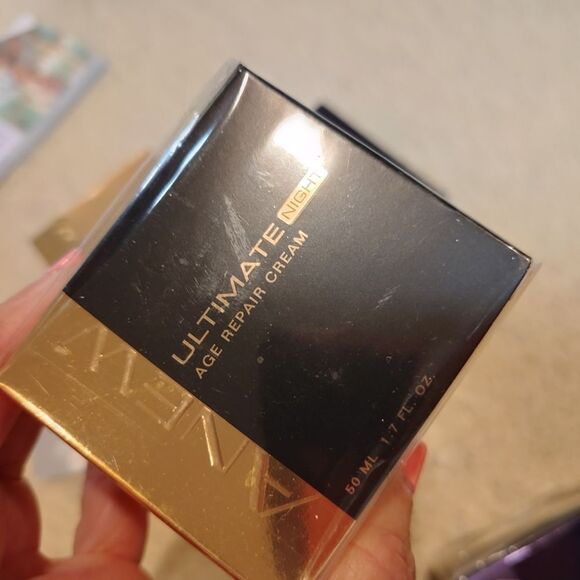 ULTIMATE NIGHT
AGE REPAIR CREAM
50 ML 1.7 FL. OZ.